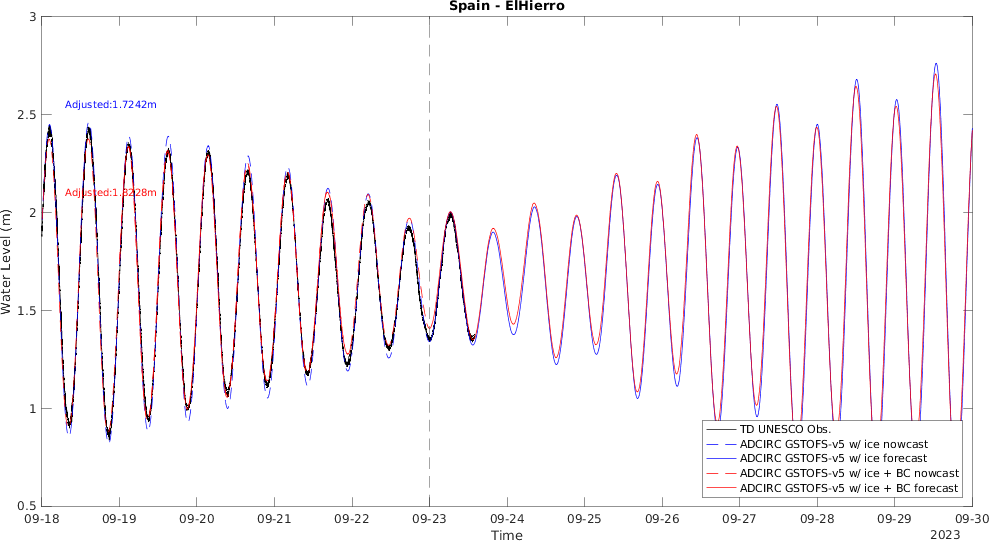 Spain - ElHierro
3
2.5
2
1.5
1
0.5
Water Level (m)
Adjusted:1.7242m
Adjusted:1.8228m
TD UNESCO Obs.
ADCIRC GSTOFS-v5 w/ ice nowcast
ADCIRC GSTOFS-v5 w/ ice forecast
ADCIRC GSTOFS-v5 w/ ice + BC nowcast
ADCIRC GSTOFS-v5 w/ ice + BC forecast
09-18 09-19 09-20 09-21 09-22 09-23 09-24 09-25 09-26 09-27 09-28 09-29 09-30
Time
2023